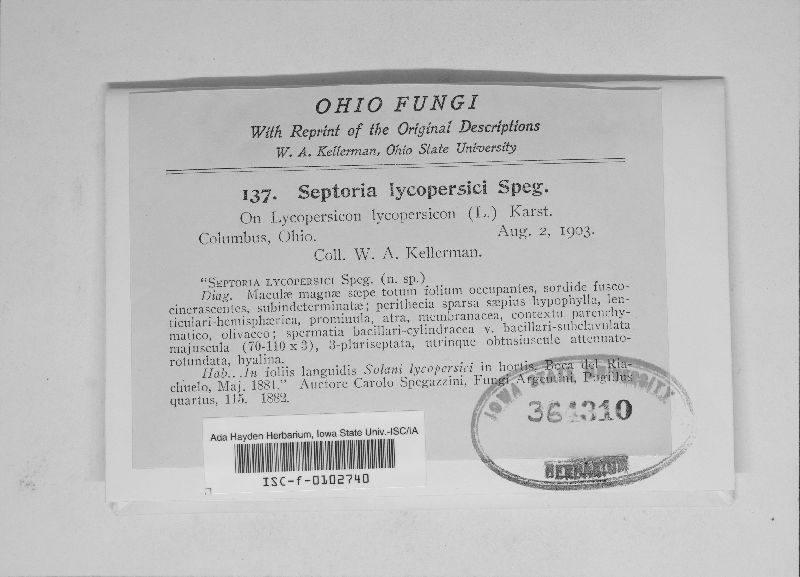 OHIO FUNGI
With Reprint of the Original Descriptions
W. A. Kellerman, Ohio State University
137. Septoria lycopersici Speg.
On Lycopersicon lycopersicon (L.) Karst.
Columbus, Ohio. Aug. 2, 1903.
Coll. W. A. Kellerman.
"SEPTORIA LYCOPERSICI Speg. (n. sp.)
Diag. Maculæ magnæ sæpe totum folium occupantes, sordide fusco-
cinerascentes, subindeterminatæ; perithecia sparsa sæpius hypophylla, len-
ticulari-hemisphærica, prominula, atra, membranacea, contextu parenchy-
matico, olivaceo; spermatia bacillari-cylindracea v. bacillari-subclavulata
majuscula (70-110 x 3), 3-pluriseptata, utrinque obtusiuscule attenuato-
rotundata, hyalina.
Hab. In foliis languidis Solani lycopersici in hortis, Boca del Ria-
chuelo, Maj. 1881." Auctore Carolo Spegazzini, Fungi Argentini, Pugillus
quartus, 115. 1882.
IOWA STATE UNIVERSITY
364310
HERBARIUM
Ada Hayden Herbarium, Iowa State Univ.-ISC/IA
ISC-f-0102740